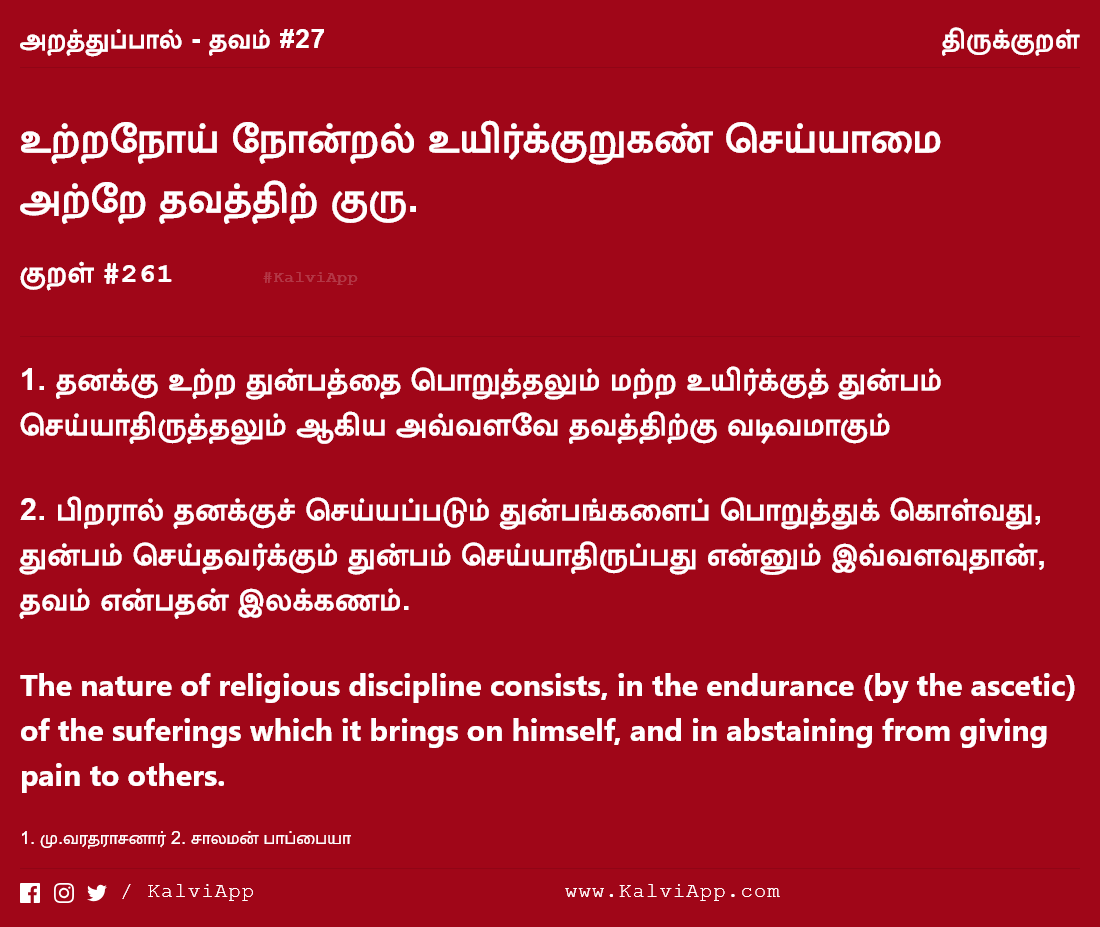 அறத்துப்பால் - தவம் #27
திருக்குறள்
உற்றநோய் நோன்றல் உயிர்க்குறுகண் செய்யாமை
அற்றே தவத்திற் குரு.
குறள் #261
#KalviApp
1. தனக்கு உற்ற துன்பத்தை பொறுத்தலும் மற்ற உயிர்க்குத் துன்பம்
செய்யாதிருத்தலும் ஆகிய அவ்வளவே தவத்திற்கு வடிவமாகும்
2. பிறரால் தனக்குச் செய்யப்படும் துன்பங்களைப் பொறுத்துக் கொள்வது,
துன்பம் செய்தவர்க்கும் துன்பம் செய்யாதிருப்பது என்னும் இவ்வளவுதான்,
தவம் என்பதன் இலக்கணம்.
The nature of religious discipline consists, in the endurance (by the ascetic)
of the suferings which it brings on himself, and in abstaining from giving
pain to others.
1. மு.வரதராசனார் 2. சாலமன் பாப்பையா
/ KalviApp
www.KalviApp.com